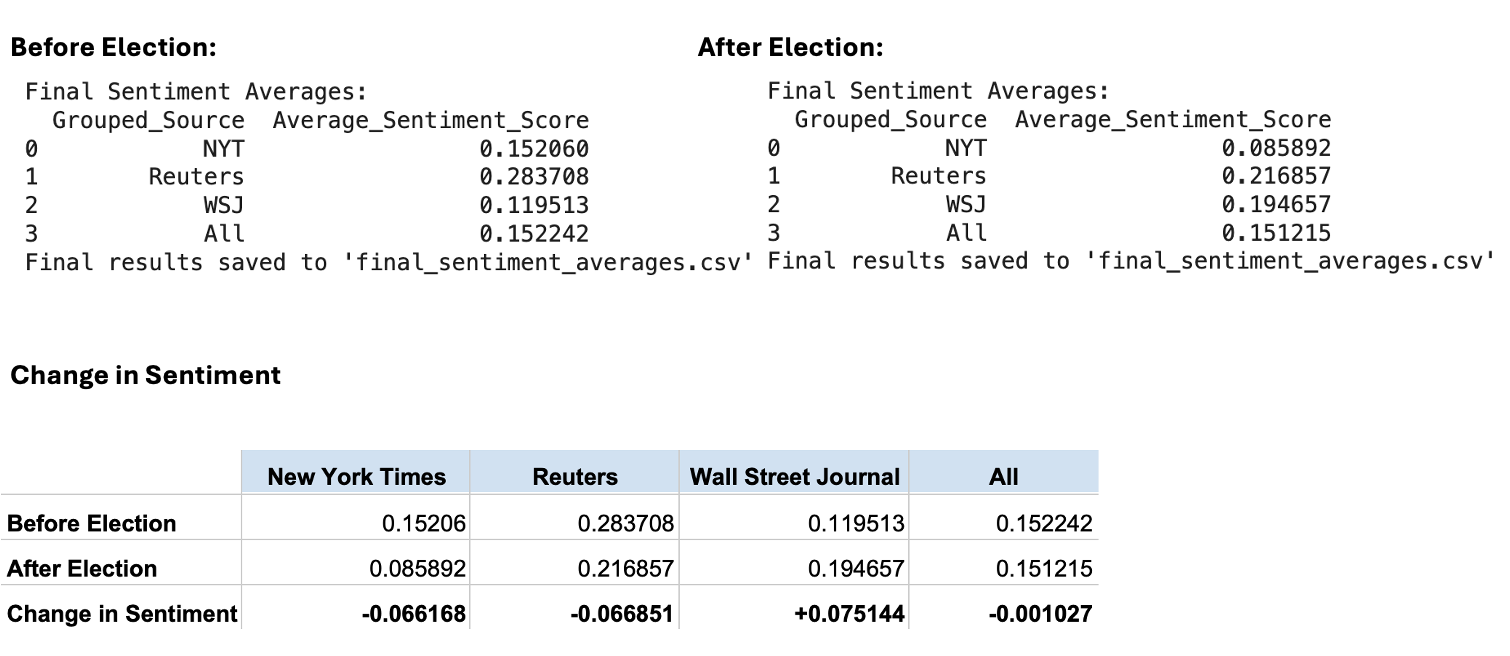 Before Election:
Final Sentiment Averages:
Grouped_Source Average_Sentiment_Score
0 NYT 0.152060
1 Reuters 0.283708
2 WSJ 0.119513
3 All 0.152242
Final results saved to 'final_sentiment_averages.csv'
After Election:
Final Sentiment Averages:
Grouped_Source Average_Sentiment_Score
0 NYT 0.085892
1 Reuters 0.216857
2 WSJ 0.194657
3 All 0.151215
Final results saved to 'final_sentiment_averages.csv'
Change in Sentiment
New York Times Reuters Wall Street Journal All
Before Election 0.15206 0.283708 0.119513 0.152242
After Election 0.085892 0.216857 0.194657 0.151215
Change in Sentiment -0.066168 -0.066851 +0.075144 -0.001027